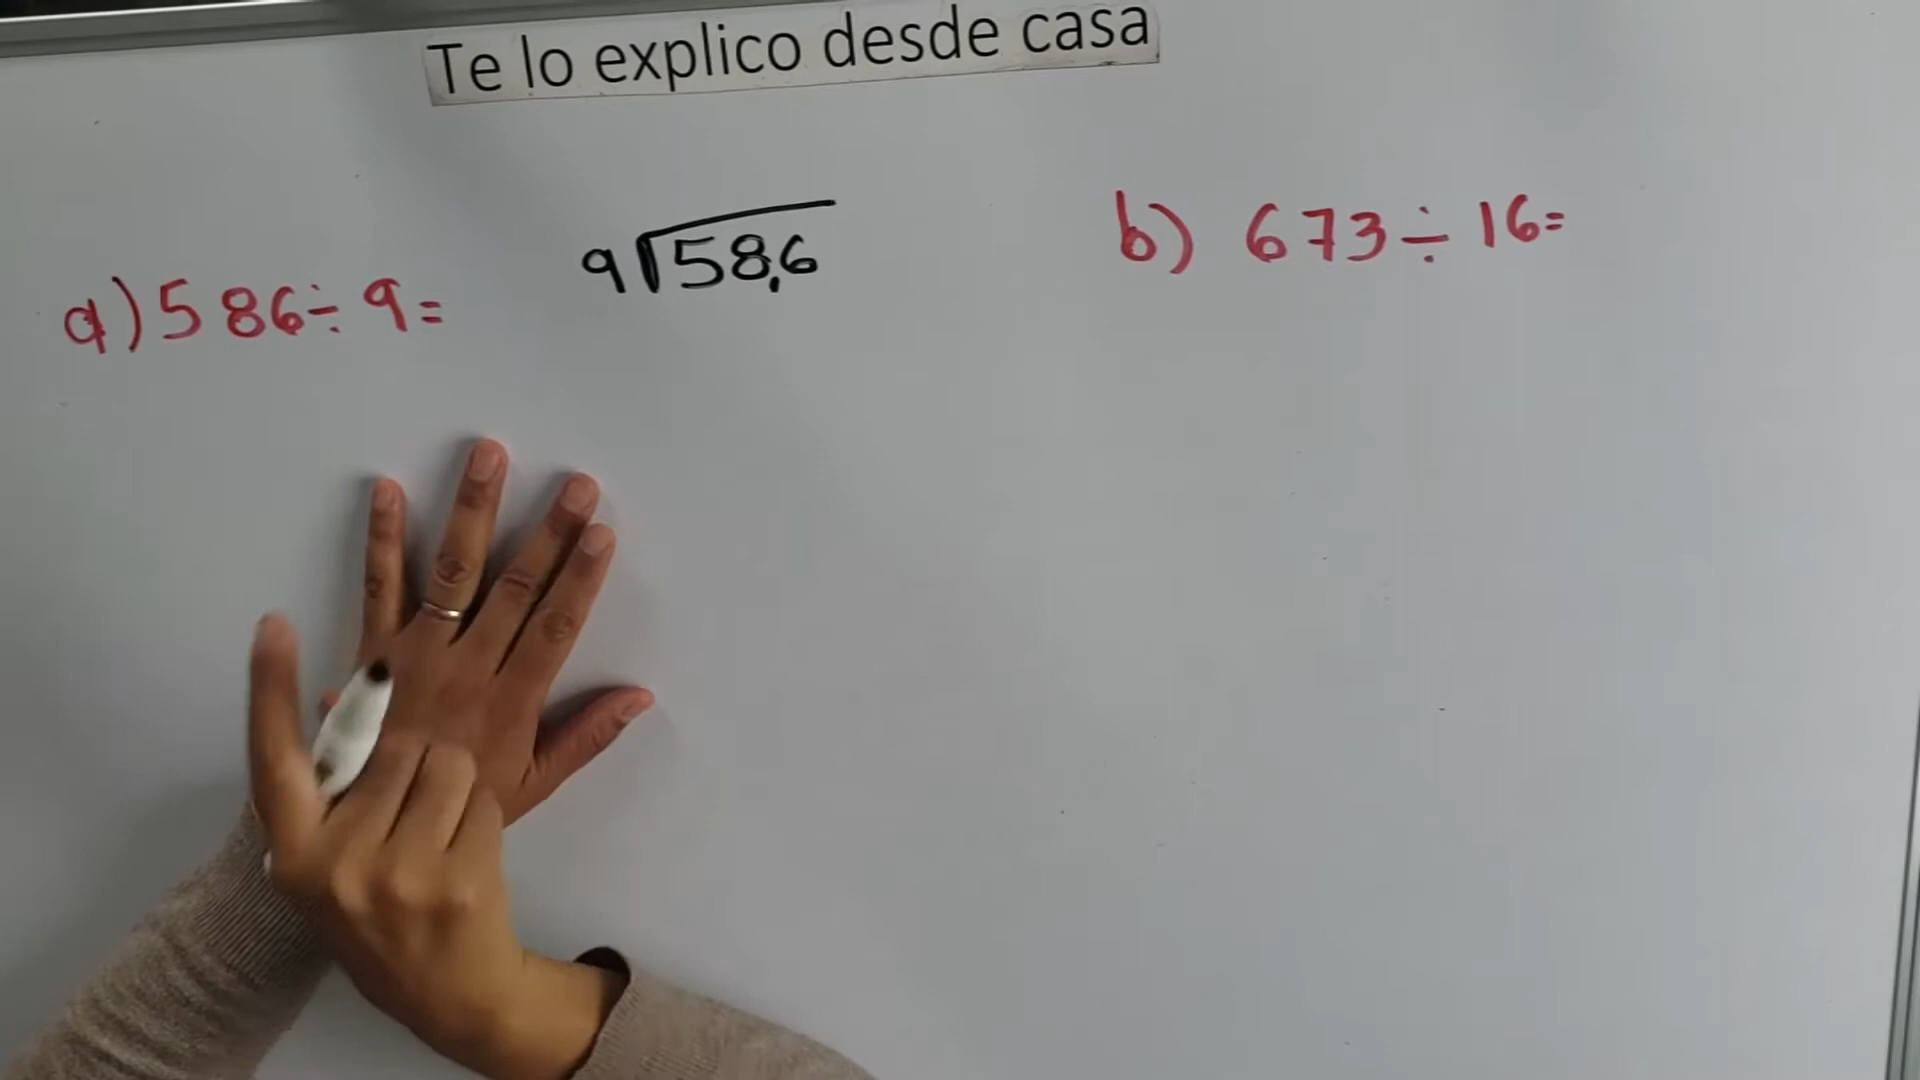 Te lo explico desde casa
a) 586÷9=
9√58,6
b) 673÷16=